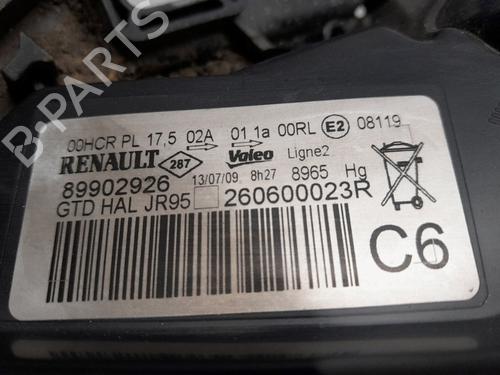 00HCR PL 17,5 02A 01 1a 00RL E2 08119
RENAULT 287 Valeo Ligne2
89902926 13/07/09 8h27 8965 Hg
GTD HAL JR95 260600023R
C6
B-PARTS